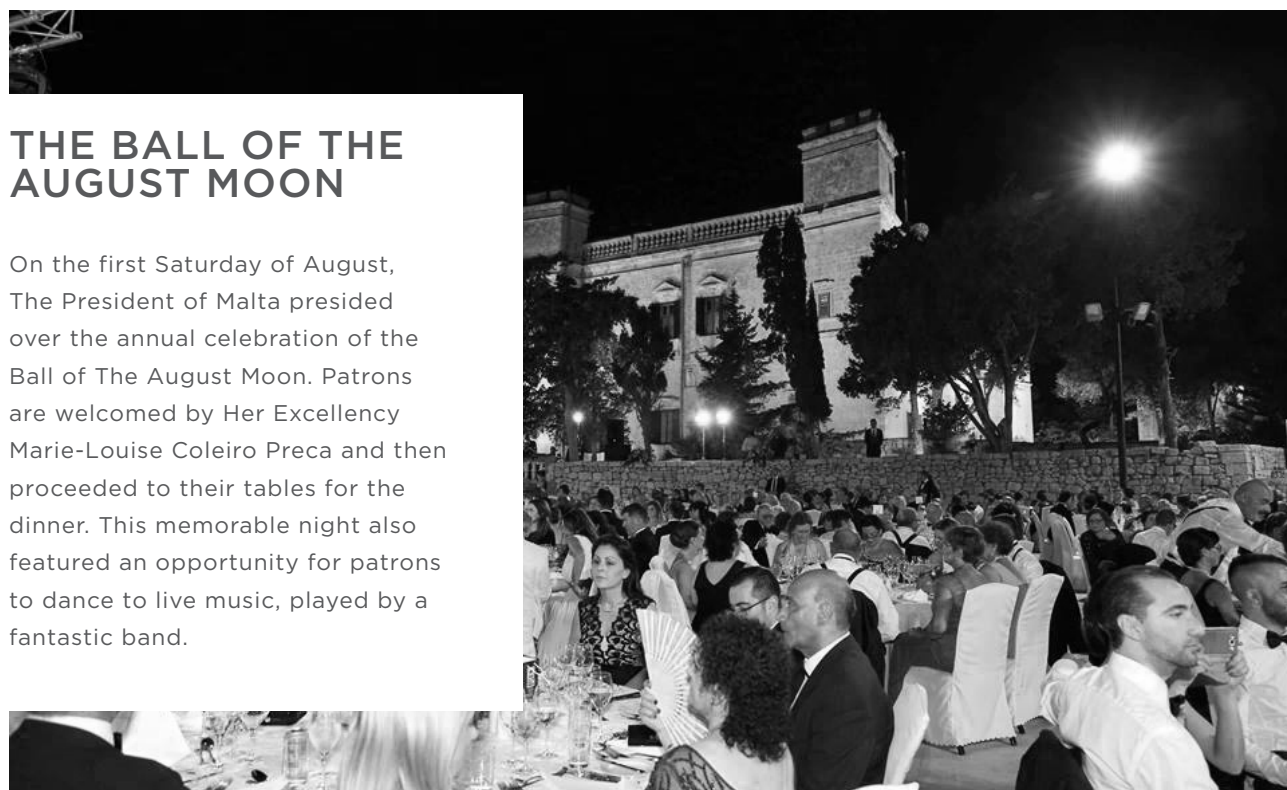 THE BALL OF THE
AUGUST MOON
On the first Saturday of August,
The President of Malta presided
over the annual celebration of the
Ball of The August Moon. Patrons
are welcomed by Her Excellency
Marie-Louise Coleiro Preca and then
proceeded to their tables for the
dinner. This memorable night also
featured an opportunity for patrons
to dance to live music, played by a
fantastic band.